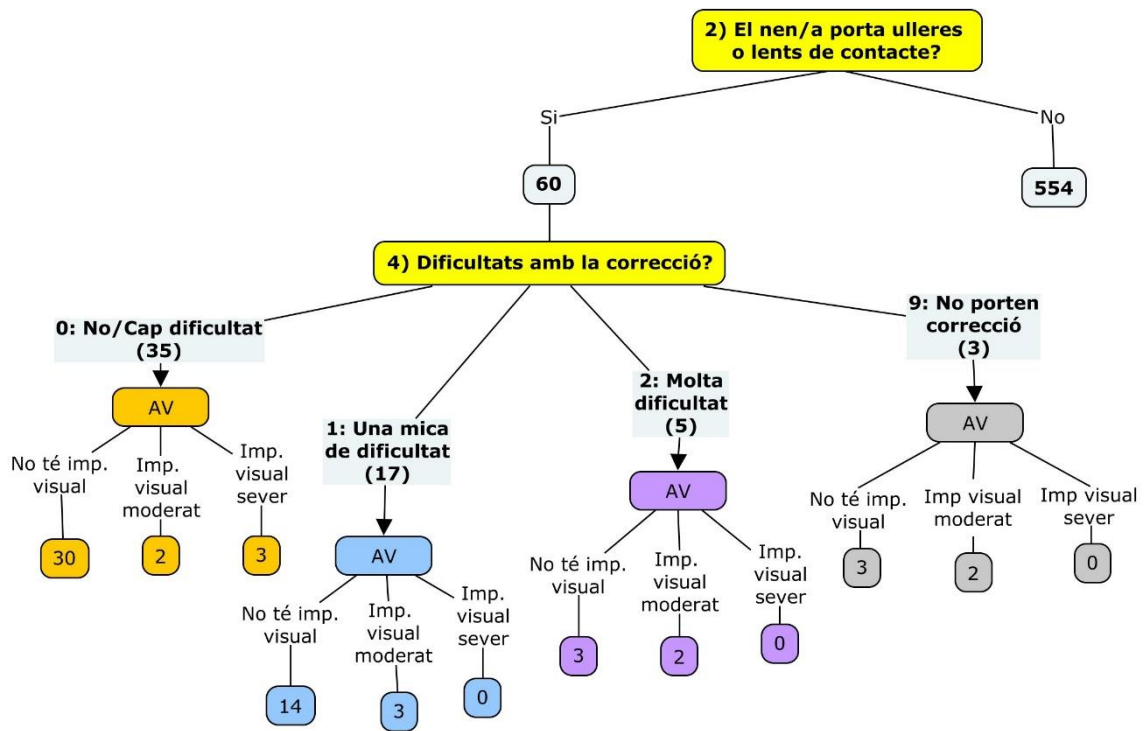 2) El nen/a porta ulleres
o lents de contacte?
Si
No
60
554
4) Dificultats amb la correcció?
0: No/Cap dificultat
(35)
AV
No té imp.
visual
Imp.
visual
moderat
Imp.
visual
sever
30
2
3
1: Una mica
de dificultat
(17)
AV
No té imp.
visual
Imp.
visual
moderat
Imp.
visual
sever
14
3
0
2: Molta
dificultat
(5)
AV
No té imp.
visual
Imp.
visual
moderat
Imp.
visual
sever
3
2
0
9: No porten
correcció
(3)
AV
No té imp.
visual
Imp visual
moderat
Imp visual
sever
3
2
0